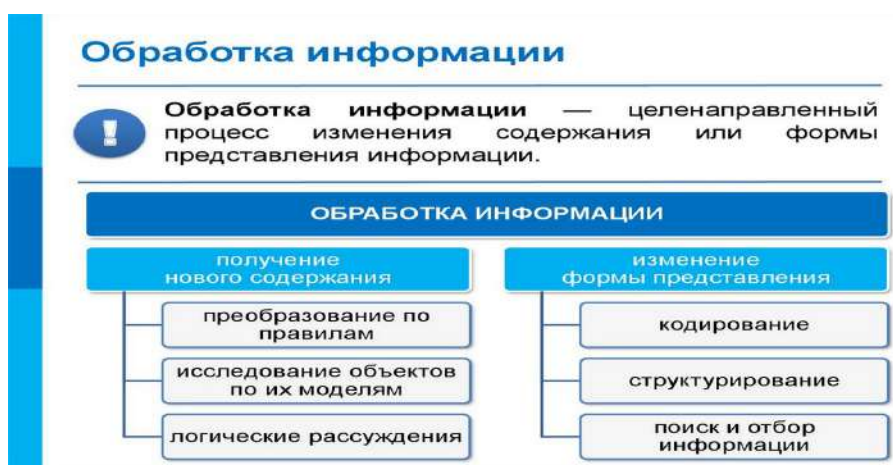 Обработка информации
!
Обработка информации — целенаправленный
процесс изменения содержания или формы
представления информации.
ОБРАБОТКА ИНФОРМАЦИИ
получение
нового содержания
преобразование по
правилам
исследование объектов
по их моделям
логические рассуждения
изменение
формы представления
кодирование
структурирование
поиск и отбор
информации